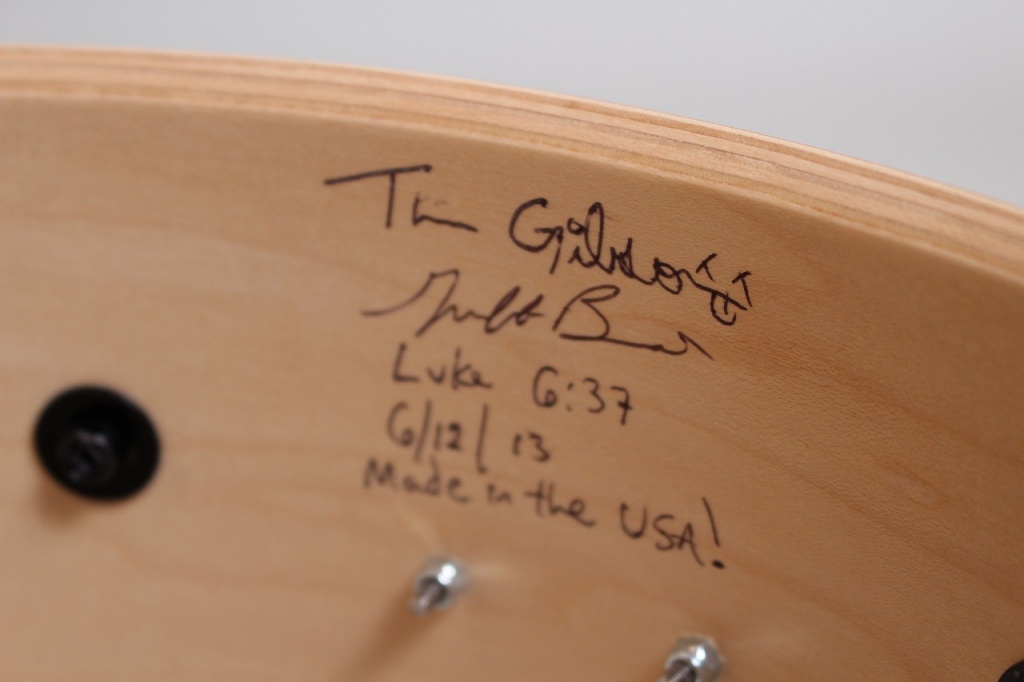 Tim Gibson
Luke 6:37
6/12/13
Made in the USA!